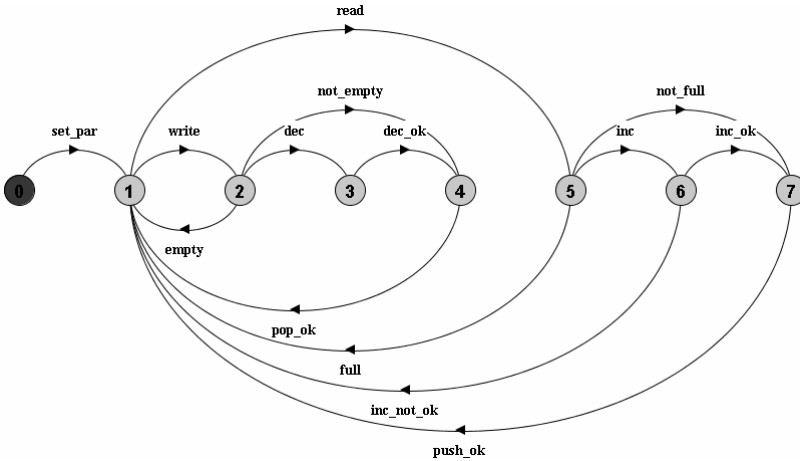 read
not_empty
not_full
set_par
write
dec
dec_ok
inc
inc_ok
0
1
2
3
4
5
6
7
empty
pop_ok
full
inc_not_ok
push_ok